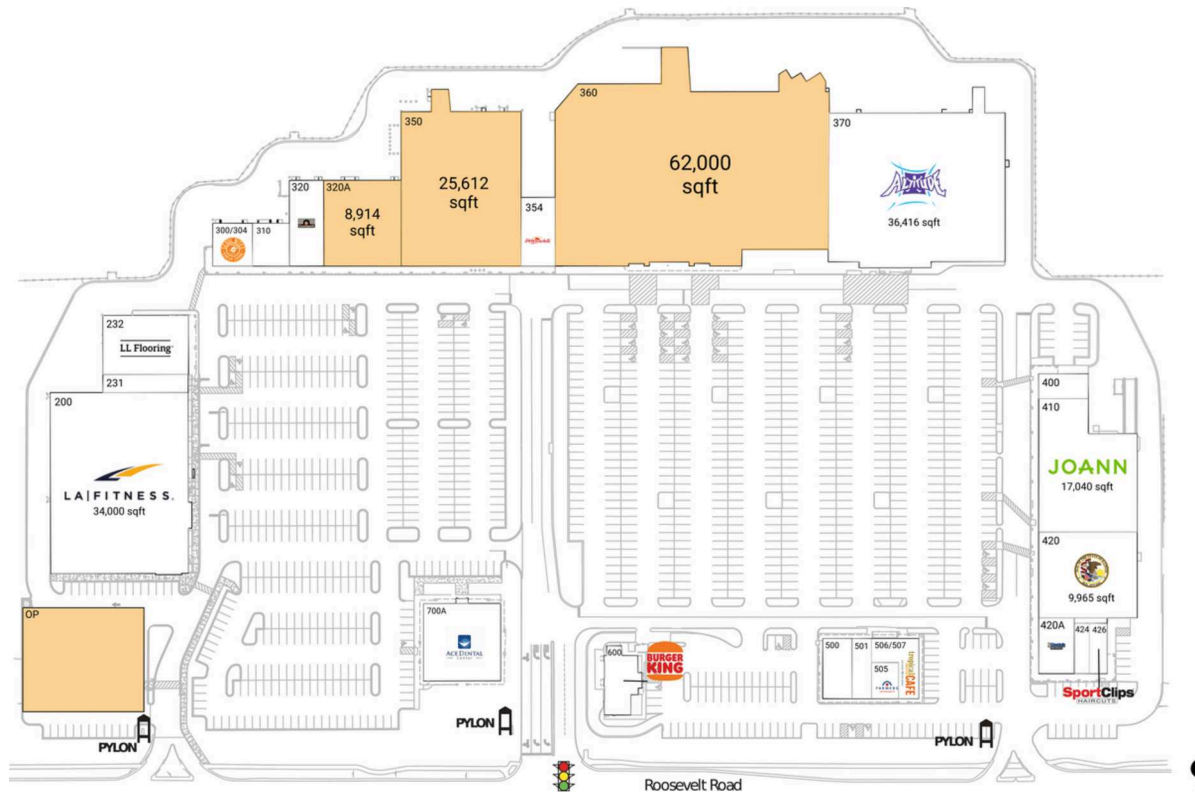 360
350
370
62,000
sqft
25,612
sqft
ALTITUDE
36,416 sqft
320
320A
8,914
sqft
354
300/304
310
232
LL Flooring
231
200
LA|FITNESS.
34,000 sqft
400
410
JOANN
17,040 sqft
420
9,965 sqft
OP
700A
ACE DENTAL
420A
424
426
600
BURGER
KING
500
501
506/507
505
FARMERS
tropical CAFE
SportClips
HAIRCUTS
PYLON
PYLON
PYLON
Roosevelt Road